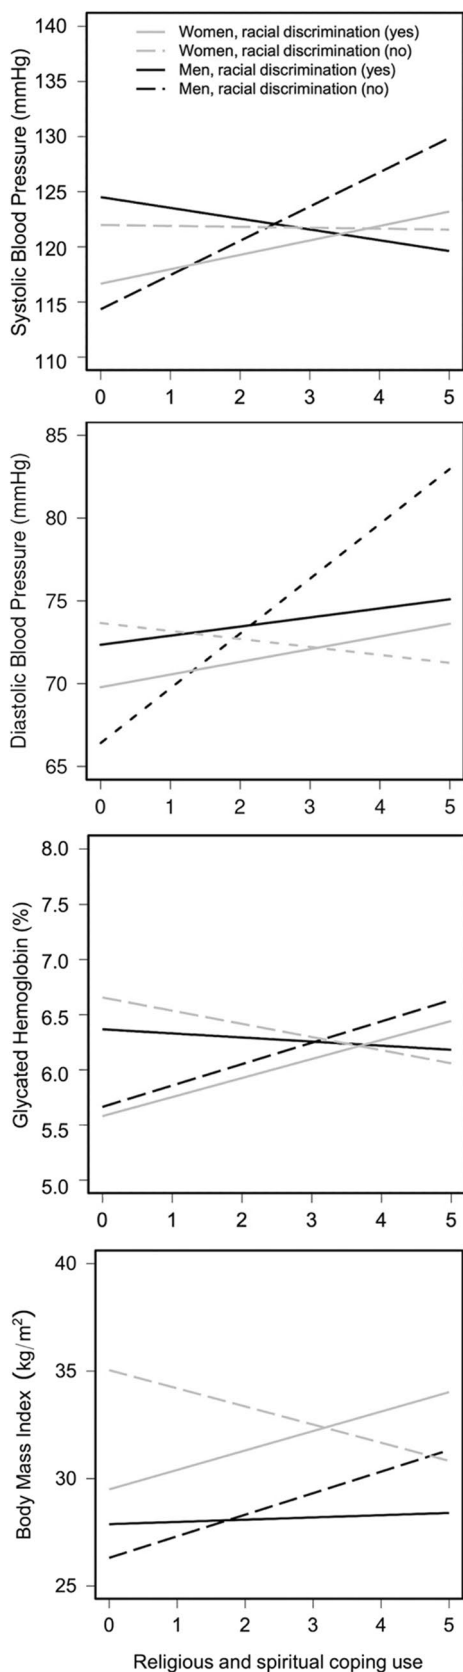 Women, racial discrimination (yes)
Women, racial discrimination (no)
Men, racial discrimination (yes)
Men, racial discrimination (no)
Systolic Blood Pressure (mmHg)
140
135
130
125
120
115
110
0 1 2 3 4 5
Diastolic Blood Pressure (mmHg)
85
80
75
70
65
0 1 2 3 4 5
Glycated Hemoglobin (%)
8.0
7.5
7.0
6.5
6.0
5.5
5.0
0 1 2 3 4 5
Body Mass Index (kg/m²)
40
35
30
25
0 1 2 3 4 5
Religious and spiritual coping use